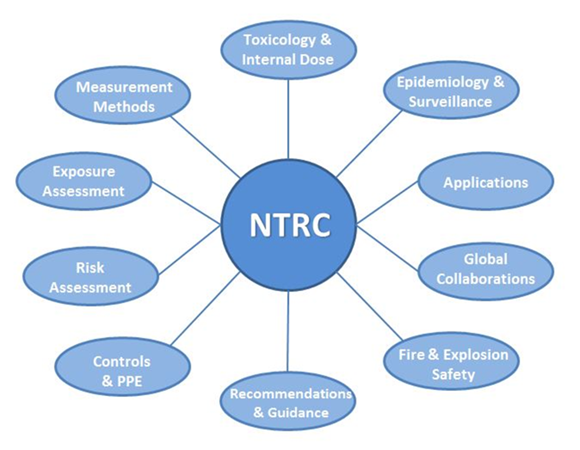 Toxicology &
Internal Dose
Epidemiology &
Surveillance
Applications
Global
Collaborations
Fire & Explosion
Safety
Recommendations
& Guidance
Controls
& PPE
Risk
Assessment
Exposure
Assessment
Measurement
Methods
NTRC